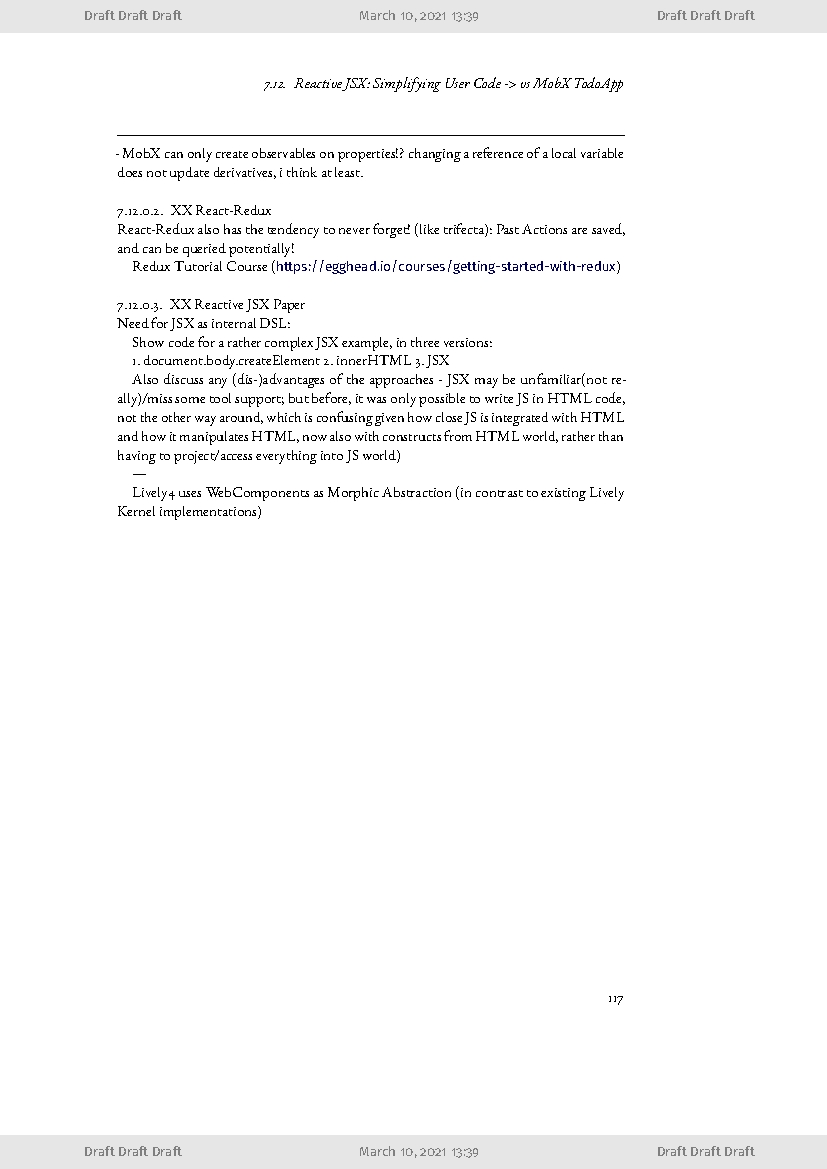 Draft Draft Draft March 10, 2021 13:39 Draft Draft Draft
7.12. Reactive JSX: Simplifying User Code -> vs MobX TodoApp
- MobX can only create observables on properties!? changing a reference of a local variable
does not update derivatives, i think at least.
7.12.0.2. XX React-Redux
React-Redux also has the tendency to never forget! (like trifecta): Past Actions are saved,
and can be queried potentially!
Redux Tutorial Course (https://egghead.io/courses/getting-started-with-redux)
7.12.0.3. XX Reactive JSX Paper
Need for JSX as internal DSL:
Show code for a rather complex JSX example, in three versions:
1. document.body.createElement 2. innerHTML 3. JSX
Also discuss any (dis-)advantages of the approaches - JSX may be unfamiliar(not re-
ally)/miss some tool support; but before, it was only possible to write JS in HTML code,
not the other way around, which is confusing given how close JS is integrated with HTML
and how it manipulates HTML, now also with constructs from HTML world, rather than
having to project/access everything into JS world)
—
Lively4 uses WebComponents as Morphic Abstraction (in contrast to existing Lively
Kernel implementations)
117
Draft Draft Draft March 10, 2021 13:39 Draft Draft Draft